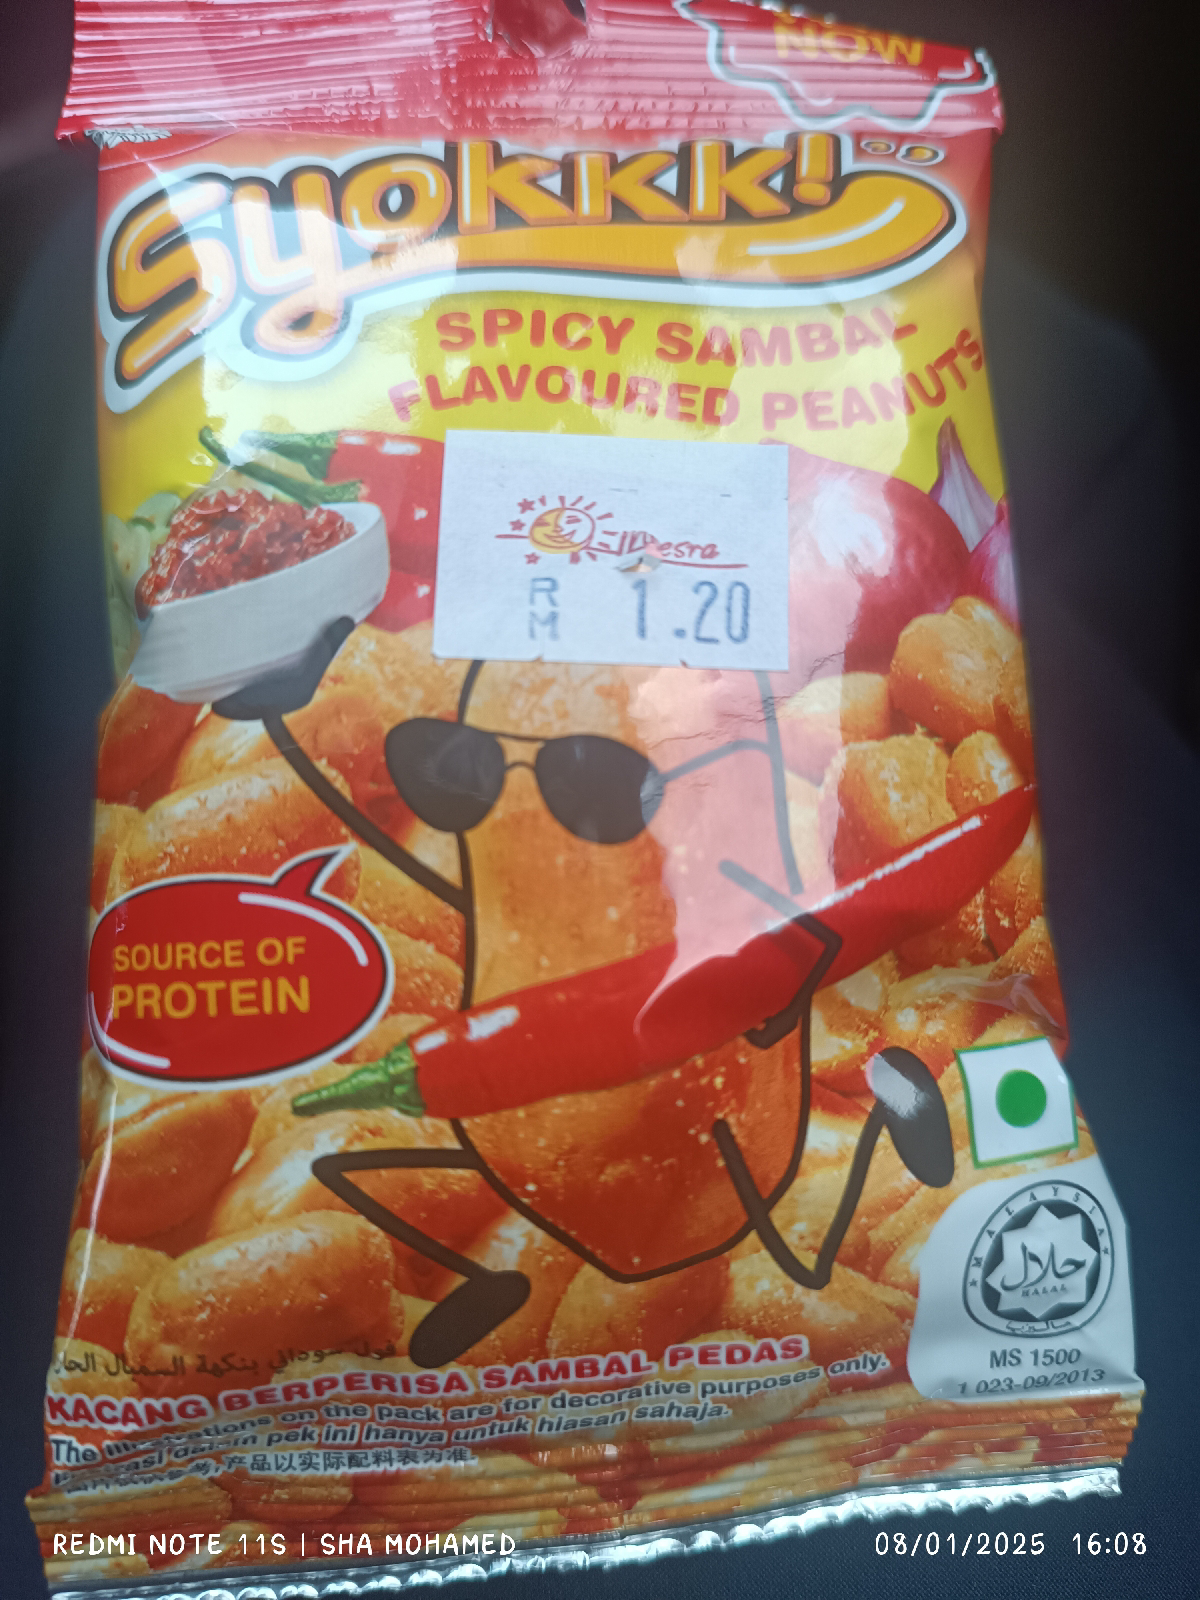 NOW
Syokkk!
SPICY SAMBAL
FLAVOURED PEANUTS
Mesra
RM 1.20
SOURCE OF
PROTEIN
MALAYSIA
حلال
HALAL
ماليزيا
MS 1500
1 023-09/2013
فول سوداني بنكهة السمبال
KACANG BERPERISA SAMBAL PEDAS
The illustrations on the pack are for decorative purposes only.
dalam pek ini hanya untuk hiasan sahaja.
产品以实际配料表为准.
REDMI NOTE 11S | SHA MOHAMED
08/01/2025 16:08